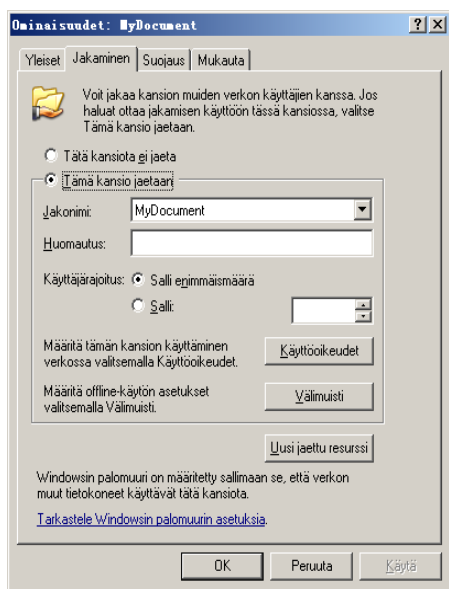 Ominaisuudet: MyDocument
Yleiset Jakaminen Suojaus Mukauta
Voit jakaa kansion muiden verkon käyttäjien kanssa. Jos
haluat ottaa jakamisen käyttöön tässä kansiossa, valitse
Tämä kansio jaetaan.
Tätä kansiota ei jaeta
Tämä kansio jaetaan
Jakonimi: MyDocument
Huomautus:
Käyttäjärajoitus: Salli enimmäismäärä
Salli:
Määritä tämän kansion käyttäminen
verkossa valitsemalla Käyttöoikeudet.
Käyttöoikeudet
Määritä offline-käytön asetukset
valitsemalla Välimuisti.
Välimuisti
Uusi jaettu resurssi
Windowsin palomuuri on määritetty sallimaan se, että verkon
muut tietokoneet käyttävät tätä kansiota.
Tarkastele Windowsin palomuurin asetuksia.
OK Peruuta Käytä